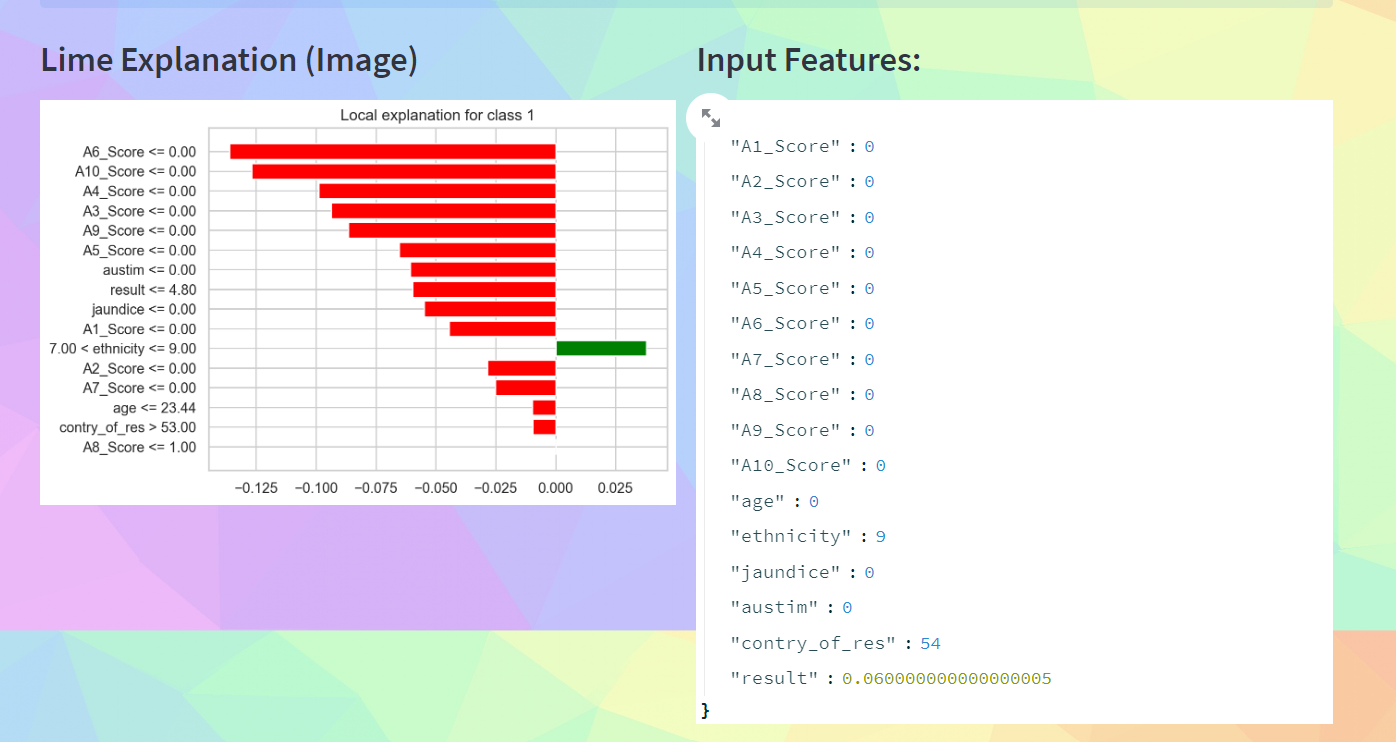 Lime Explanation (Image)
Local explanation for class 1
A6_Score <= 0.00
A10_Score <= 0.00
A4_Score <= 0.00
A3_Score <= 0.00
A9_Score <= 0.00
A5_Score <= 0.00
austim <= 0.00
result <= 4.80
jaundice <= 0.00
A1_Score <= 0.00
7.00 < ethnicity <= 9.00
A2_Score <= 0.00
A7_Score <= 0.00
age <= 23.44
contry_of_res > 53.00
A8_Score <= 1.00
−0.125 −0.100 −0.075 −0.050 −0.025 0.000 0.025
Input Features:
"A1_Score" : 0
"A2_Score" : 0
"A3_Score" : 0
"A4_Score" : 0
"A5_Score" : 0
"A6_Score" : 0
"A7_Score" : 0
"A8_Score" : 0
"A9_Score" : 0
"A10_Score" : 0
"age" : 0
"ethnicity" : 9
"jaundice" : 0
"austim" : 0
"contry_of_res" : 54
"result" : 0.060000000000000005
}